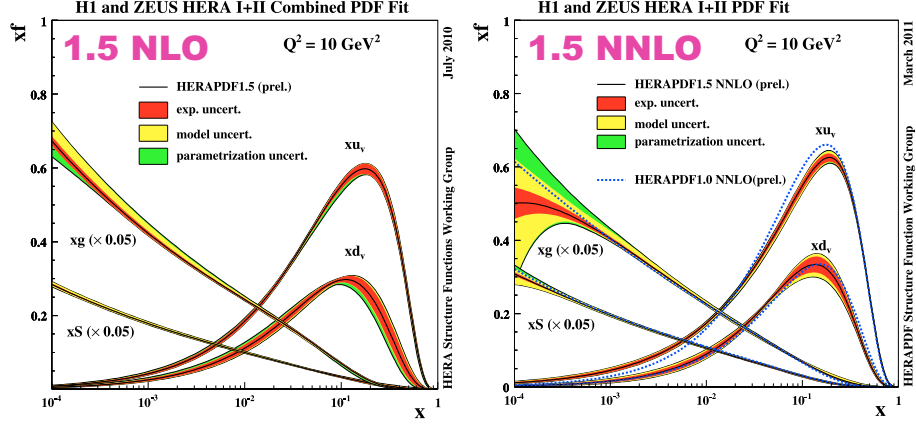 H1 and ZEUS HERA I+II Combined PDF Fit
xf
1
1.5 NLO
Q² = 10 GeV²
HERAPDF1.5 (prel.)
exp. uncert.
model uncert.
parametrization uncert.
0.8
0.6
0.4
0.2
xu_v
xd_v
xg (× 0.05)
xS (× 0.05)
10⁻⁴ 10⁻³ 10⁻² 10⁻¹ 1
x
HERA Structure Functions Working Group July 2010
H1 and ZEUS HERA I+II PDF Fit
xf
1
1.5 NNLO
Q² = 10 GeV²
HERAPDF1.5 NNLO (prel.)
exp. uncert.
model uncert.
parametrization uncert.
HERAPDF1.0 NNLO(prel.)
0.8
0.6
0.4
0.2
0
xu_v
xd_v
xg (× 0.05)
xS (× 0.05)
10⁻⁴ 10⁻³ 10⁻² 10⁻¹ 1
x
HERAPDF Structure Functions Working Group March 2011